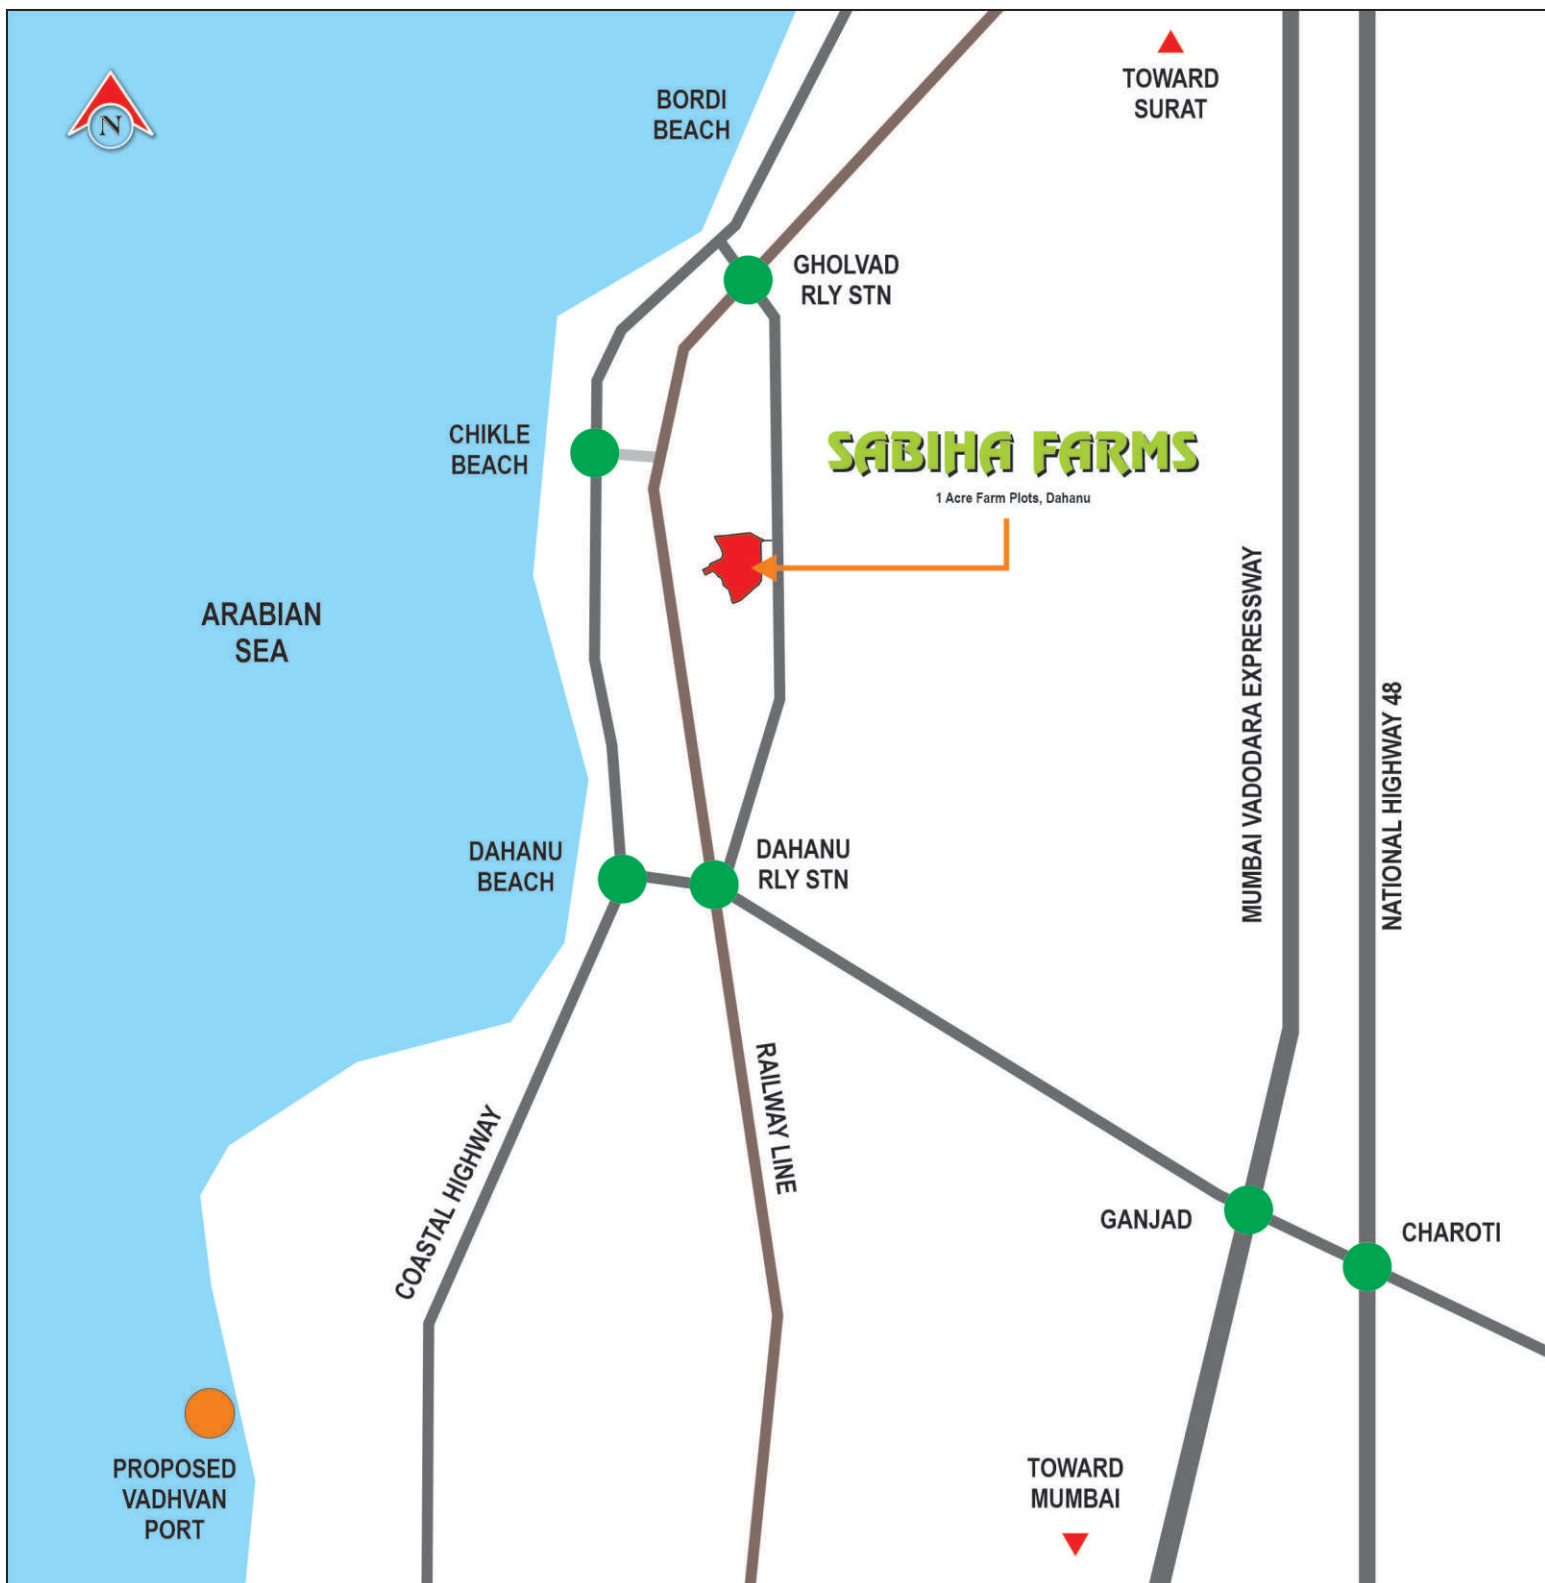 N
BORDI
BEACH
TOWARD
SURAT
GHOLVAD
RLY STN
CHIKLE
BEACH
SABIHA FARMS
1 Acre Farm Plots, Dahanu
ARABIAN
SEA
MUMBAI VADODARA EXPRESSWAY
NATIONAL HIGHWAY 48
DAHANU
BEACH
DAHANU
RLY STN
RAILWAY LINE
COASTAL HIGHWAY
GANJAD
CHAROTI
PROPOSED
VADHVAN
PORT
TOWARD
MUMBAI